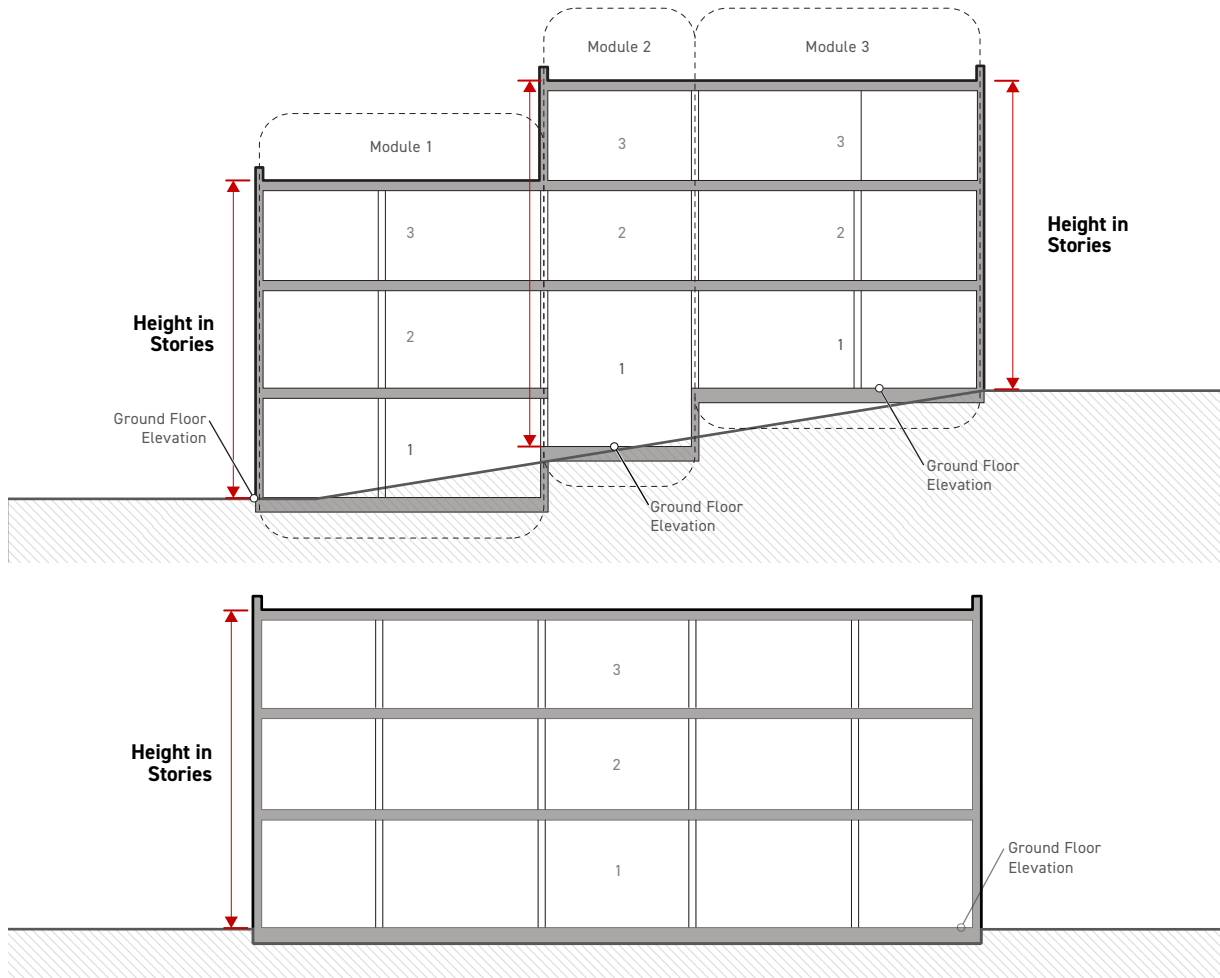 Module 2
Module 3
Module 1
3
3
3
2
2
Height in
Stories
Height in
Stories
2
1
1
Ground Floor
Elevation
1
Ground Floor
Elevation
Ground Floor
Elevation
3
Height in
Stories
2
Ground Floor
Elevation
1